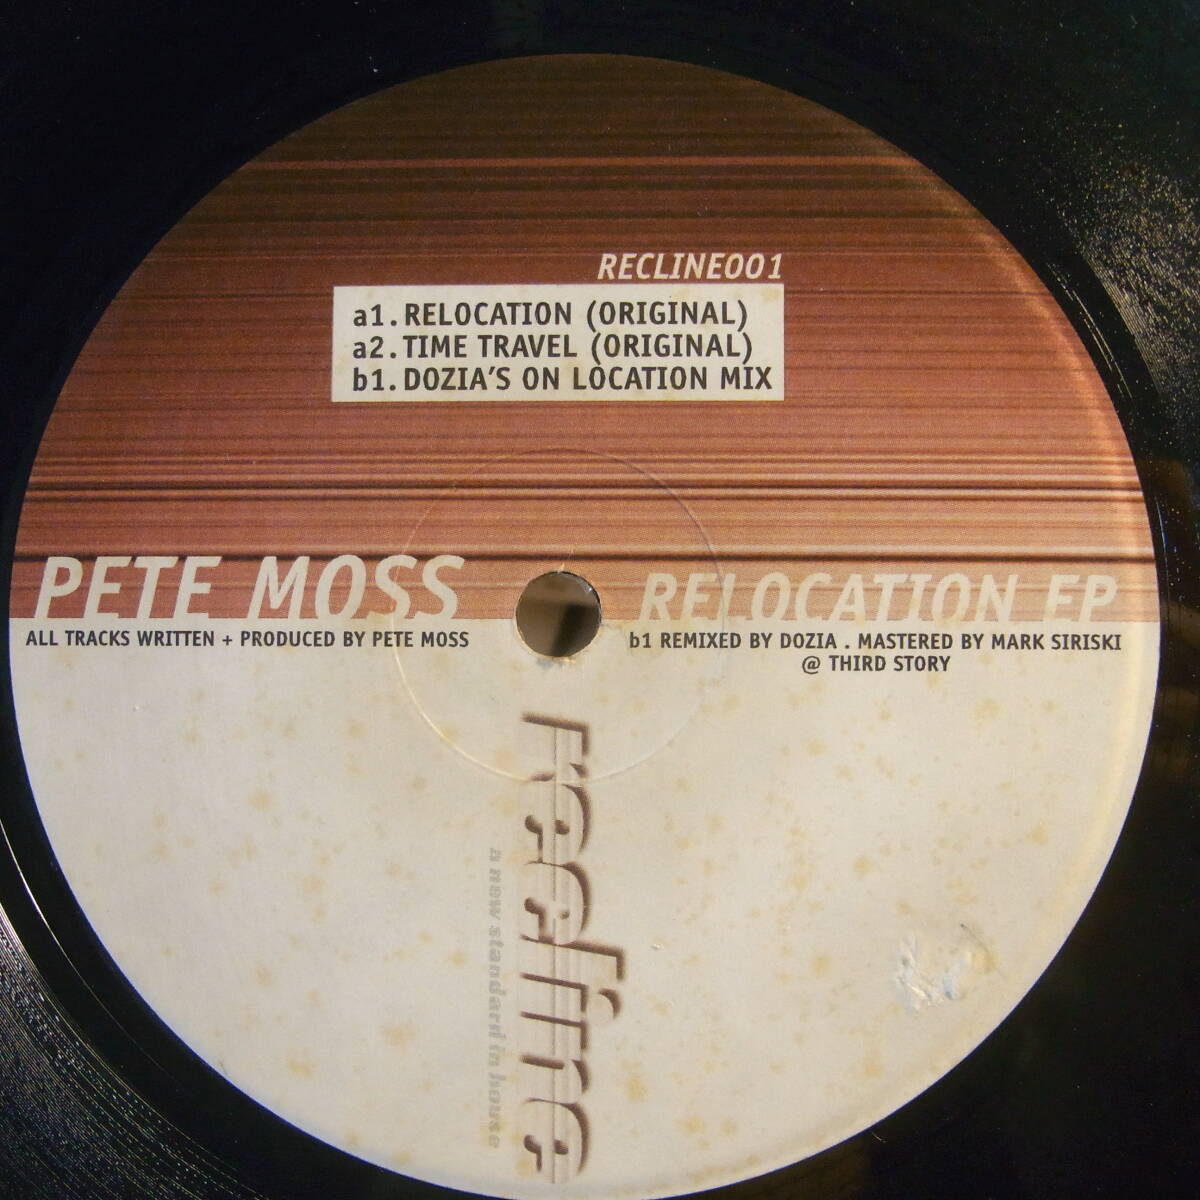 RECLINE001
a1. RELOCATION (ORIGINAL)
a2. TIME TRAVEL (ORIGINAL)
b1. DOZIA'S ON LOCATION MIX
PETE MOSS
RELOCATION EP
ALL TRACKS WRITTEN + PRODUCED BY PETE MOSS
b1 REMIXED BY DOZIA . MASTERED BY MARK SIRISKI
@ THIRD STORY
recline
a new standard in house